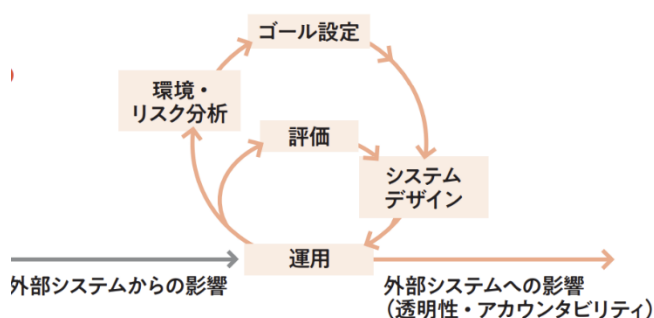 ゴール設定
環境・
リスク分析
評価
システム
デザイン
運用
外部システムからの影響
外部システムへの影響
（透明性・アカウンタビリティ）